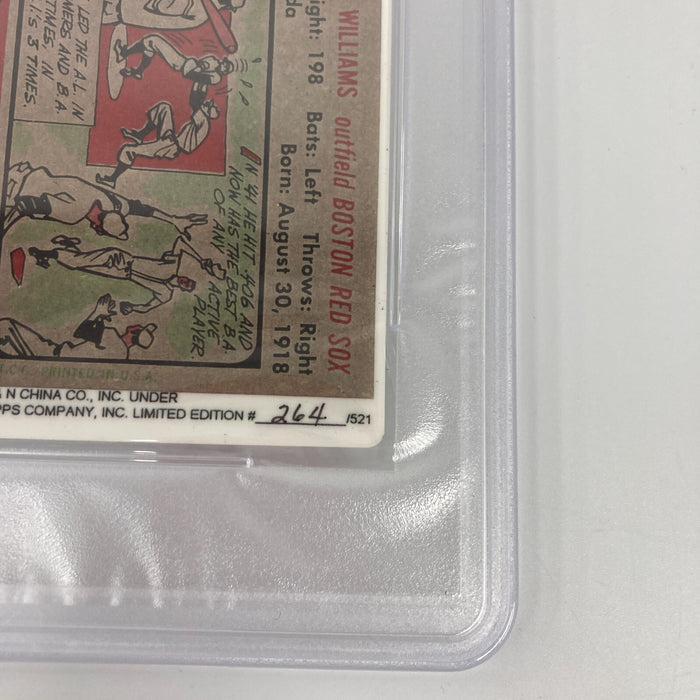 WILLIAMS outfield BOSTON RED SOX
ight: 198 Bats: Left Throws: Right
Born: August 30, 1918
LED THE A.L. IN
AND B.A.
TIMES. IN
3 TIMES.
IN '41 HE HIT .406 AND
NOW HAS THE BEST B.A.
OF ANY ACTIVE
PLAYER.
PRINTED IN U.S.A.
N CHINA CO., INC. UNDER
PPS COMPANY, INC. LIMITED EDITION # 264 /521